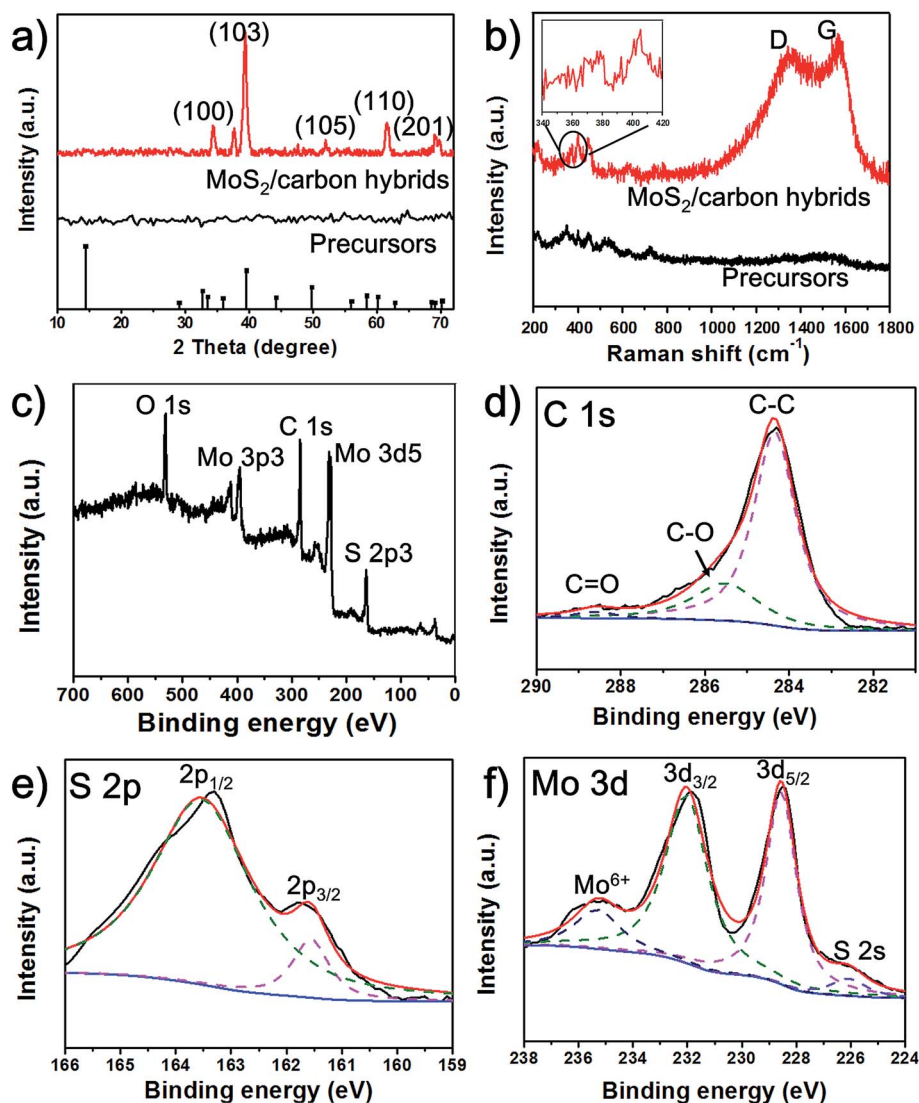 a)
(103)
(100)
(110)
(105)
(201)
MoS₂/carbon hybrids
Precursors
Intensity (a.u.)
10 20 30 40 50 60 70
2 Theta (degree)
b)
D G
340 360 380 400 420
MoS₂/carbon hybrids
Precursors
Intensity (a.u.)
200 400 600 800 1000 1200 1400 1600 1800
Raman shift (cm⁻¹)
c)
O 1s
C 1s
Mo 3p3
Mo 3d5
S 2p3
Intensity (a.u.)
700 600 500 400 300 200 100 0
Binding energy (eV)
d)
C 1s
C-C
C-O
C=O
Intensity (a.u.)
290 288 286 284 282
Binding energy (eV)
e)
S 2p
2p₁/₂
2p₃/₂
Intensity (a.u.)
166 165 164 163 162 161 160 159
Binding energy (eV)
f)
Mo 3d
3d₃/₂
3d₅/₂
Mo⁶⁺
S 2s
Intensity (a.u.)
238 236 234 232 230 228 226 224
Binding energy (eV)